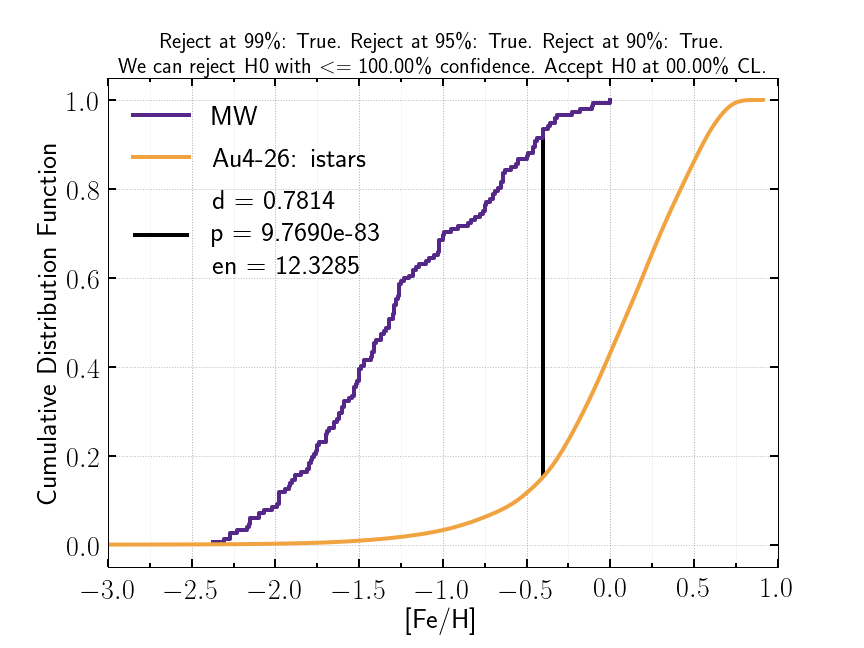 Reject at 99%: True. Reject at 95%: True. Reject at 90%: True.
We can reject H0 with <= 100.00% confidence. Accept H0 at 00.00% CL.
MW
Au4-26: istars
d = 0.7814
p = 9.7690e-83
en = 12.3285
Cumulative Distribution Function
1.0
0.8
0.6
0.4
0.2
0.0
−3.0 −2.5 −2.0 −1.5 −1.0 −0.5 0.0 0.5 1.0
[Fe/H]